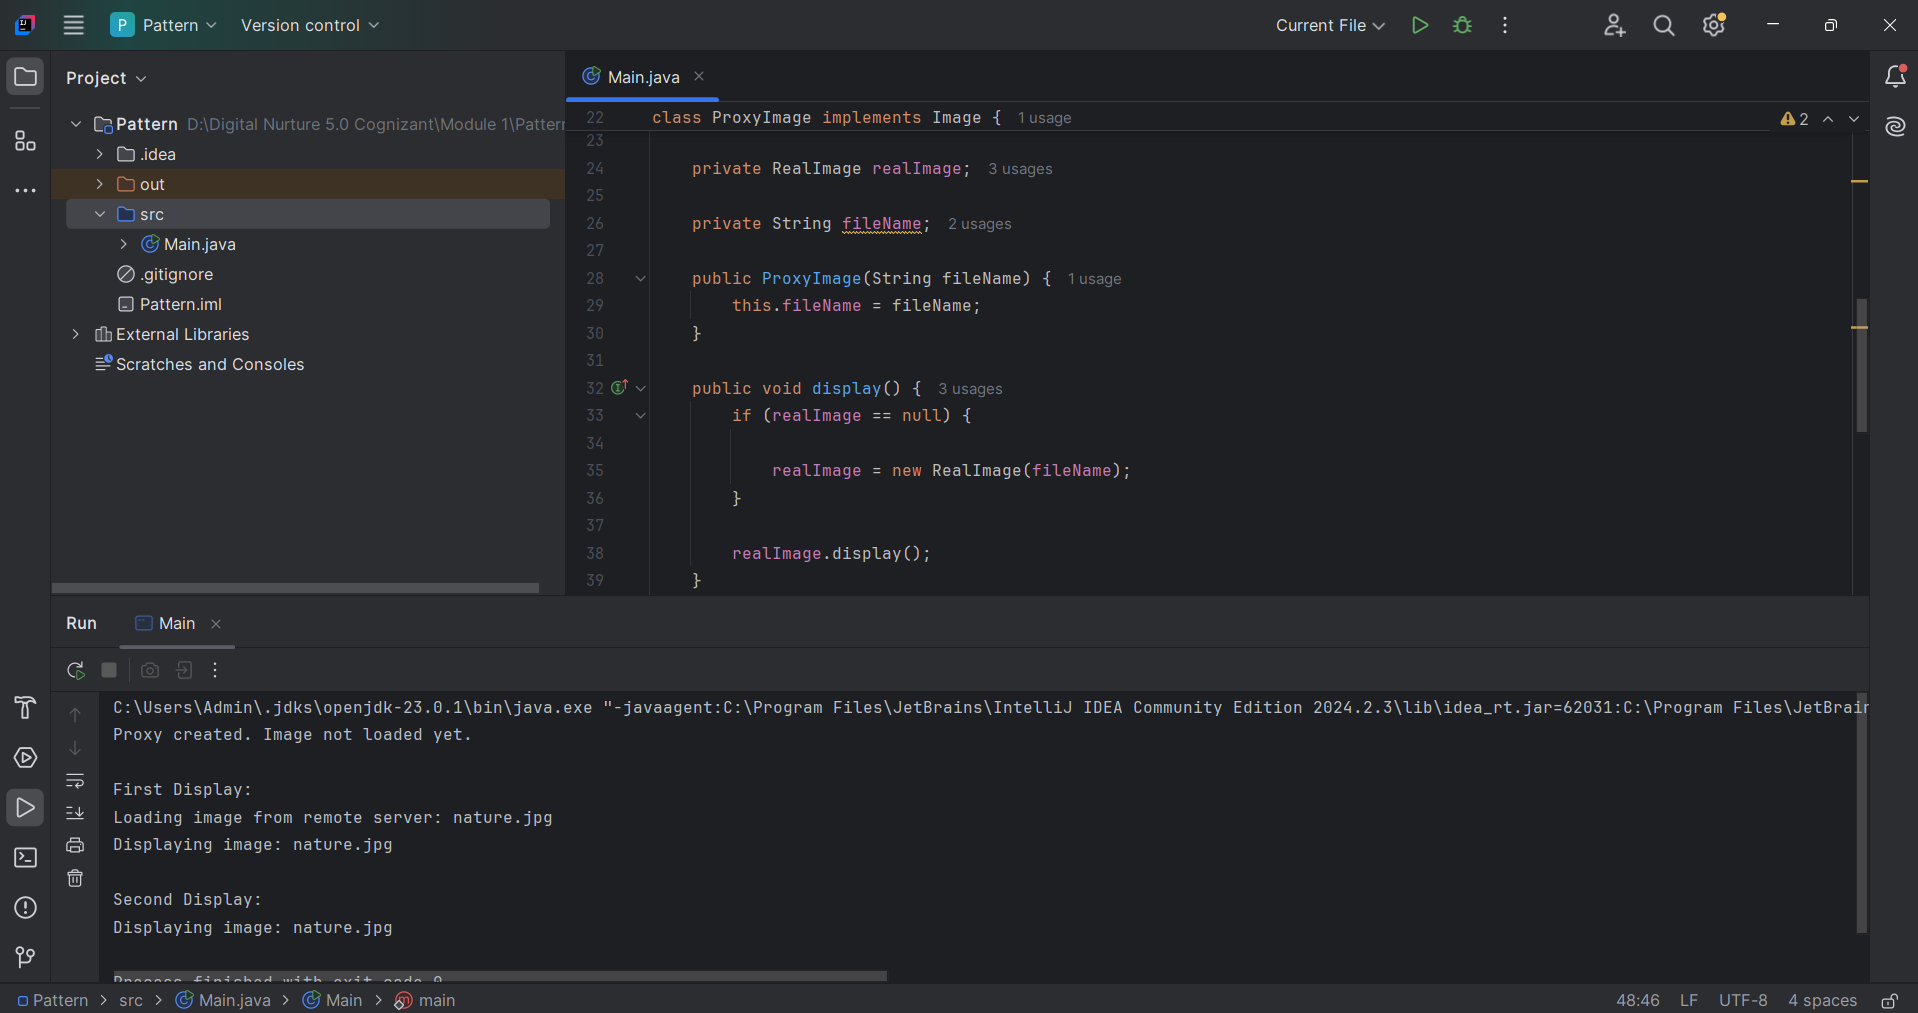 P Pattern Version control Current File
Project
Pattern D:\Digital Nurture 5.0 Cognizant\Module 1\Pattern
.idea
out
src
Main.java
.gitignore
Pattern.iml
External Libraries
Scratches and Consoles
Main.java
22 class ProxyImage implements Image { 1 usage
2
23
24 private RealImage realImage; 3 usages
25
26 private String fileName; 2 usages
27
28 public ProxyImage(String fileName) { 1 usage
29 this.fileName = fileName;
30 }
31
32 public void display() { 3 usages
33 if (realImage == null) {
34
35 realImage = new RealImage(fileName);
36 }
37
38 realImage.display();
39 }
Run Main
C:\Users\Admin\.jdks\openjdk-23.0.1\bin\java.exe "-javaagent:C:\Program Files\JetBrains\IntelliJ IDEA Community Edition 2024.2.3\lib\idea_rt.jar=62031:C:\Program Files\JetBrain
Proxy created. Image not loaded yet.
First Display:
Loading image from remote server: nature.jpg
Displaying image: nature.jpg
Second Display:
Displaying image: nature.jpg
Process finished with exit code 0
Pattern > src > Main.java > Main > main 48:46 LF UTF-8 4 spaces